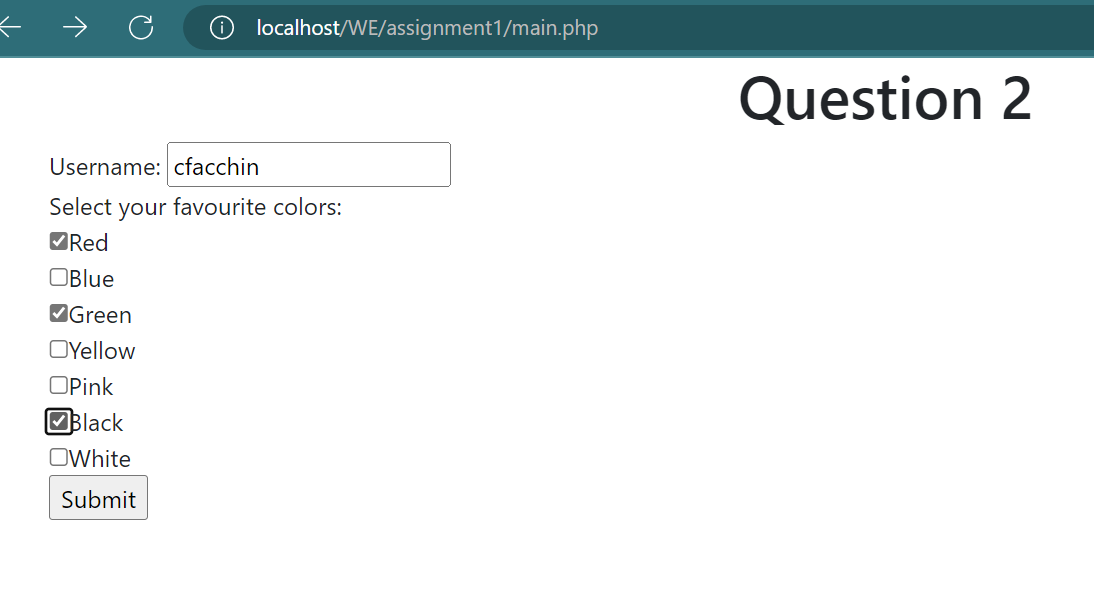 localhost/WE/assignment1/main.php
Question 2
Username: cfacchin
Select your favourite colors:
Red
Blue
Green
Yellow
Pink
Black
White
Submit